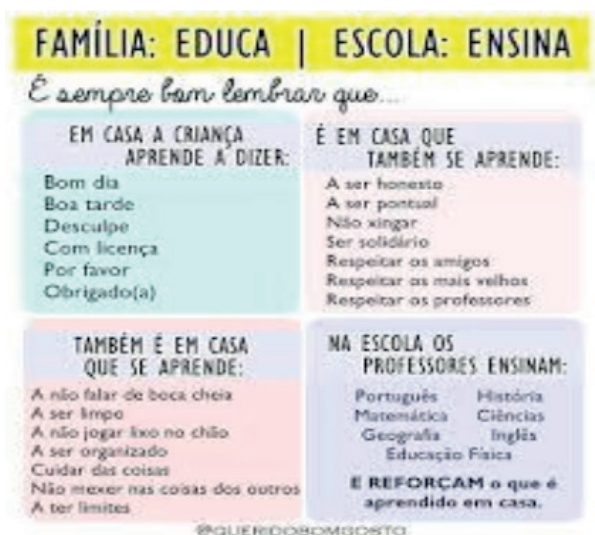 FAMÍLIA: EDUCA | ESCOLA: ENSINA
É sempre bom lembrar que...
EM CASA A CRIANÇA
APRENDE A DIZER:
Bom dia
Boa tarde
Desculpe
Com licença
Por favor
Obrigado(a)
É EM CASA QUE
TAMBÉM SE APRENDE:
A ser honesto
A ser pontual
Não xingar
Ser solidário
Respeitar os amigos
Respeitar os mais velhos
Respeitar os professores
TAMBÉM É EM CASA
QUE SE APRENDE:
A não falar de boca cheia
A ser limpo
A não jogar lixo no chão
A ser organizado
Cuidar das coisas
Não mexer nas coisas dos outros
A ter limites
NA ESCOLA OS
PROFESSORES ENSINAM:
Português História
Matemática Ciências
Geografia Inglês
Educação Física
E REFORÇAM o que é
aprendido em casa.
@QUERIDOBOMGOSTO